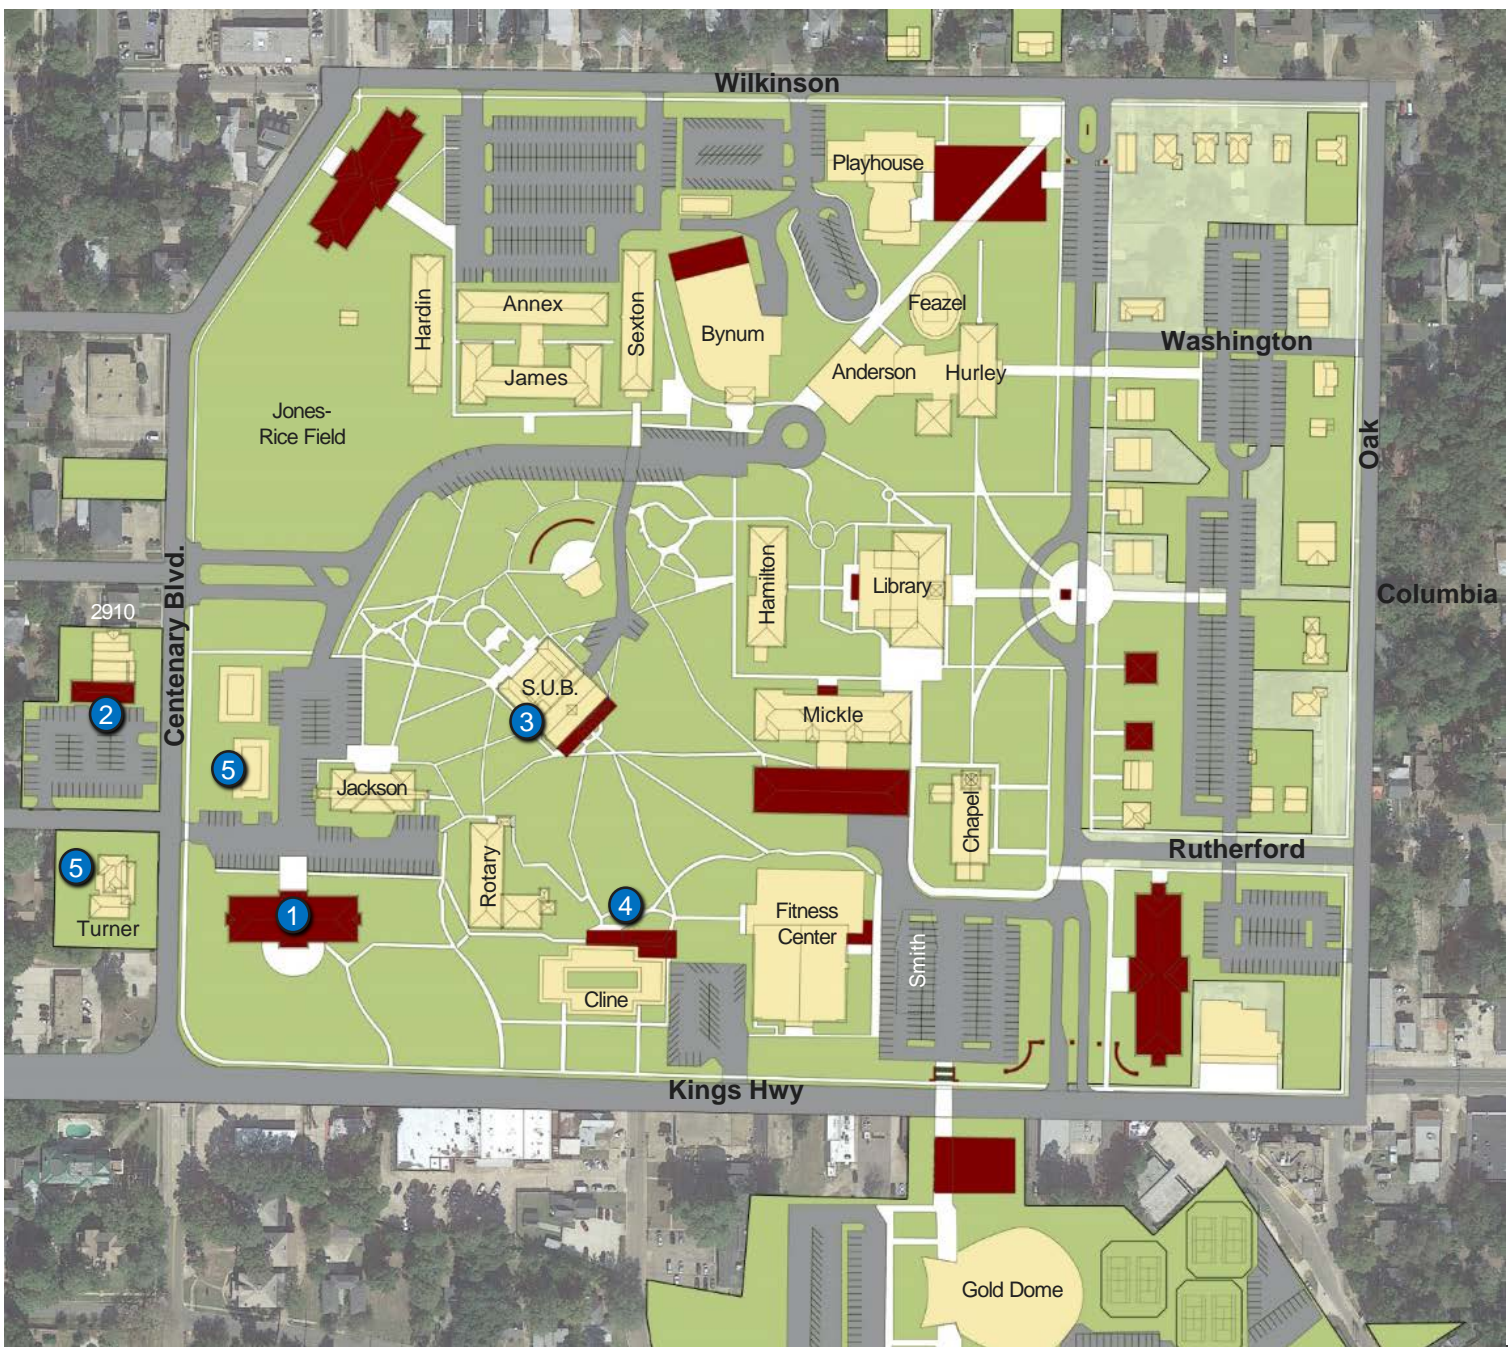 Wilkinson
Playhouse
Hardin
Annex
Sexton
Bynum
Feazel
James
Anderson
Hurley
Washington
Jones-
Rice Field
Oak
Centenary Blvd.
2910
Hamilton
Library
Columbia
S.U.B.
2
3
Mickle
5
Jackson
Chapel
5
Turner
Rotary
Rutherford
1
4
Fitness
Center
Smith
Cline
Kings Hwy
Gold Dome